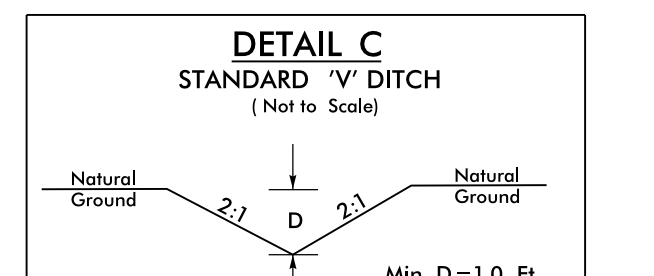 DETAIL C
STANDARD 'V' DITCH
( Not to Scale)
Natural
Ground
2:1
D
2:1
Natural
Ground
Min. D=1.0 Ft.